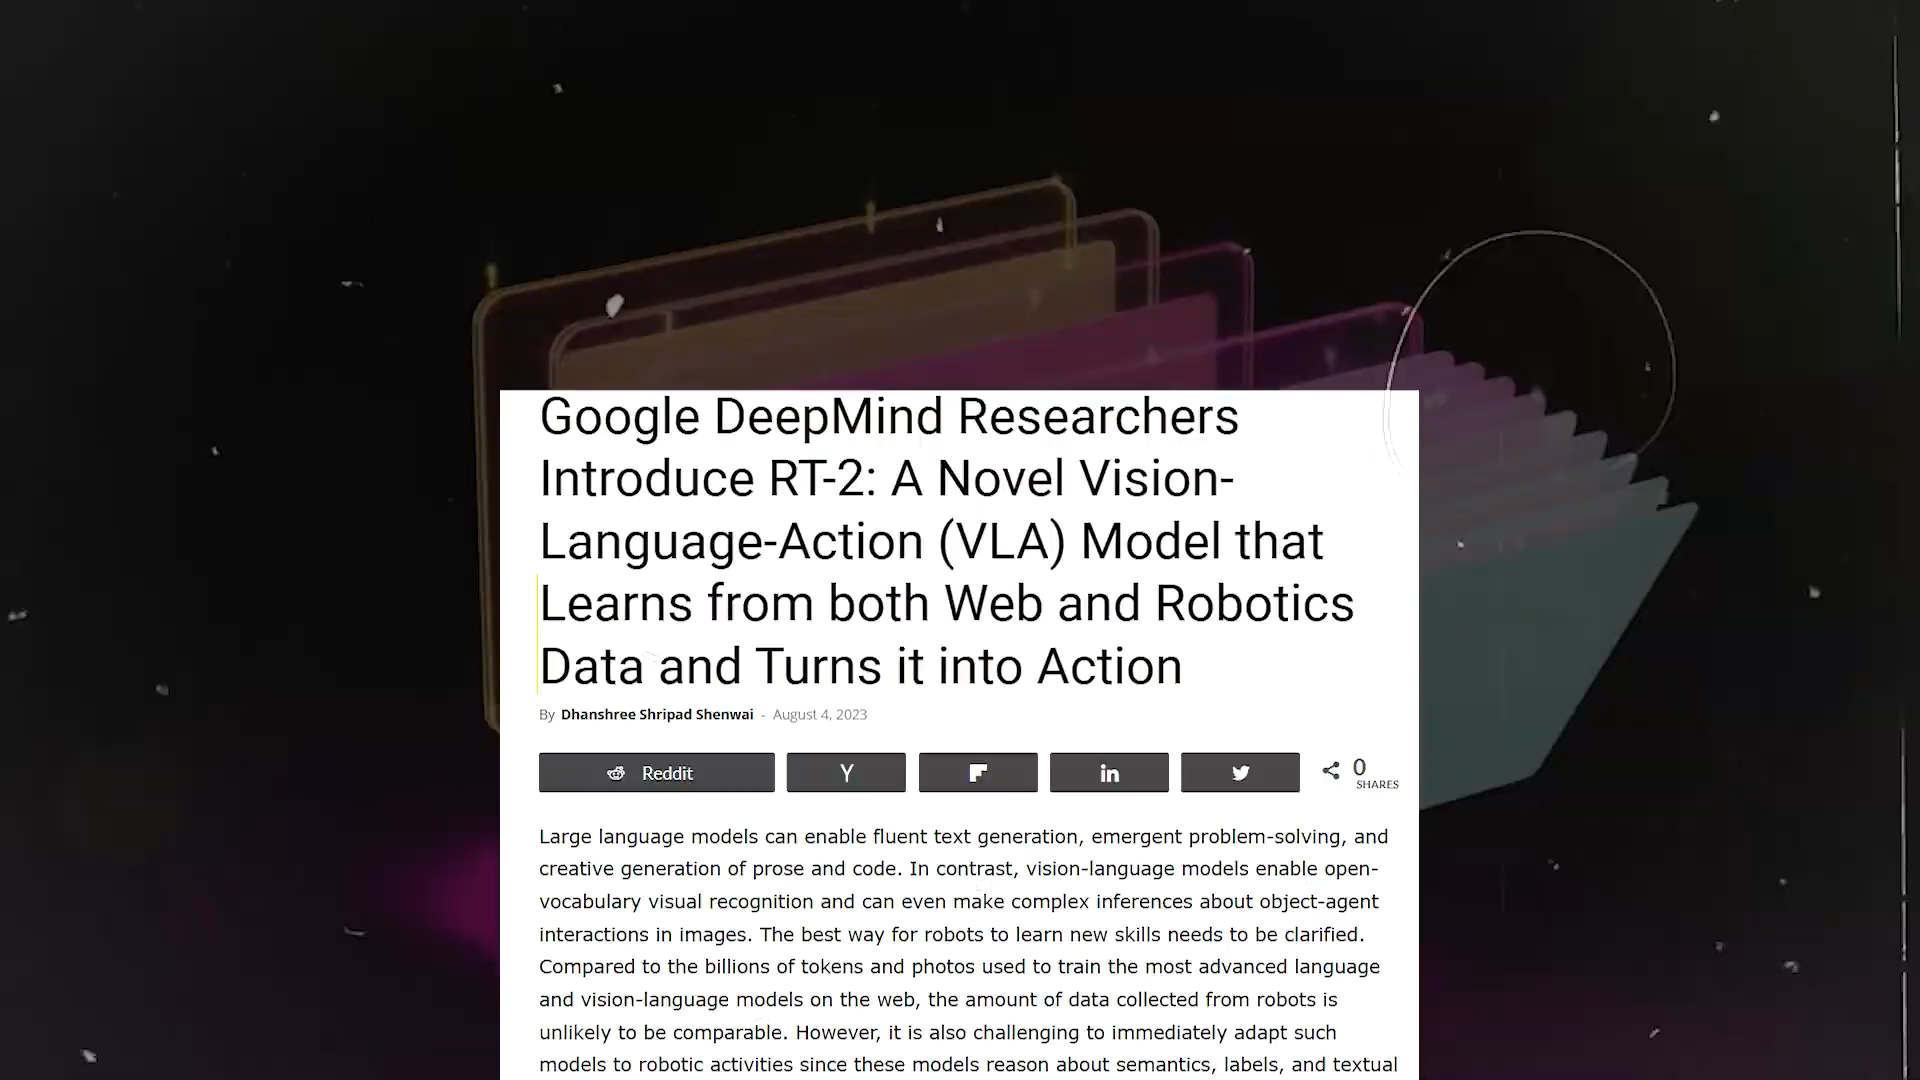 Google DeepMind Researchers
Introduce RT-2: A Novel Vision-
Language-Action (VLA) Model that
Learns from both Web and Robotics
Data and Turns it into Action
By Dhanshree Shripad Shenwai - August 4, 2023
Reddit
0
SHARES
Large language models can enable fluent text generation, emergent problem-solving, and
creative generation of prose and code. In contrast, vision-language models enable open-
vocabulary visual recognition and can even make complex inferences about object-agent
interactions in images. The best way for robots to learn new skills needs to be clarified.
Compared to the billions of tokens and photos used to train the most advanced language
and vision-language models on the web, the amount of data collected from robots is
unlikely to be comparable. However, it is also challenging to immediately adapt such
models to robotic activities since these models reason about semantics, labels, and textual